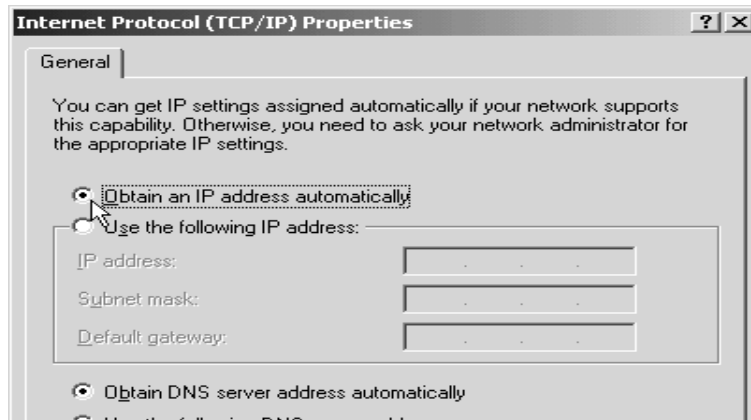 Internet Protocol (TCP/IP) Properties
General
You can get IP settings assigned automatically if your network supports
this capability. Otherwise, you need to ask your network administrator for
the appropriate IP settings.
Obtain an IP address automatically
Use the following IP address:
IP address:
Subnet mask:
Default gateway:
Obtain DNS server address automatically